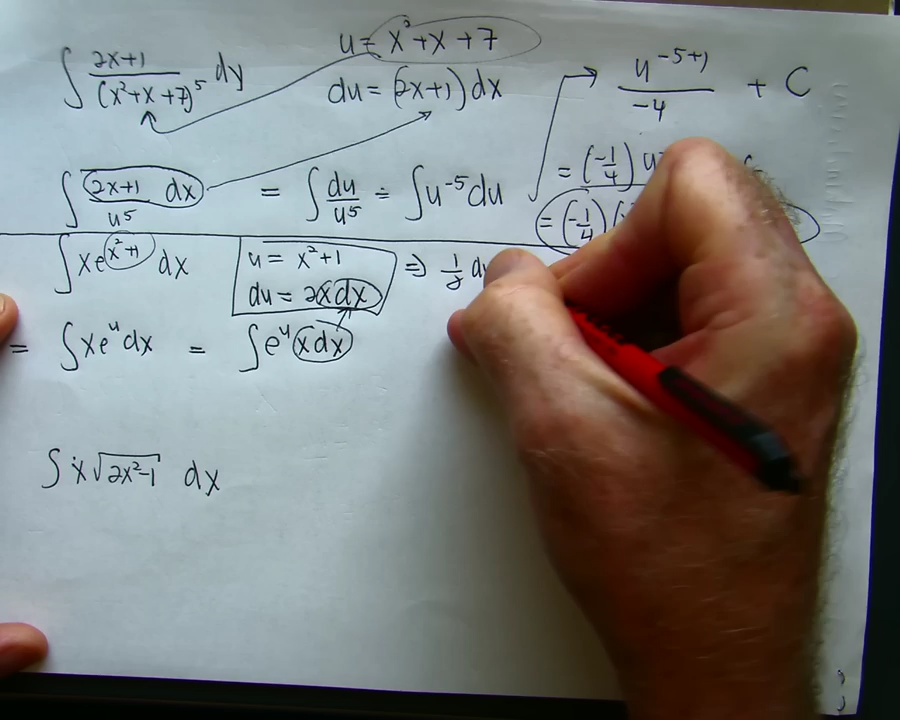 ∫ (2x+1)/(x²+x+7)⁵ dy u = x²+x+7
du = (2x+1) dx u⁻⁵⁺¹/-4 + C
∫ (2x+1 dx)/u⁵ = ∫ du/u⁵ = ∫ u⁻⁵ du = (-1/4) u
= (-1/4)
∫ x e^(x²+1) dx u = x²+1 ⇒ 1/2 du
du = 2x dx
= ∫ x e^u dx = ∫ e^u (x dx)
∫ x √(2x²-1) dx